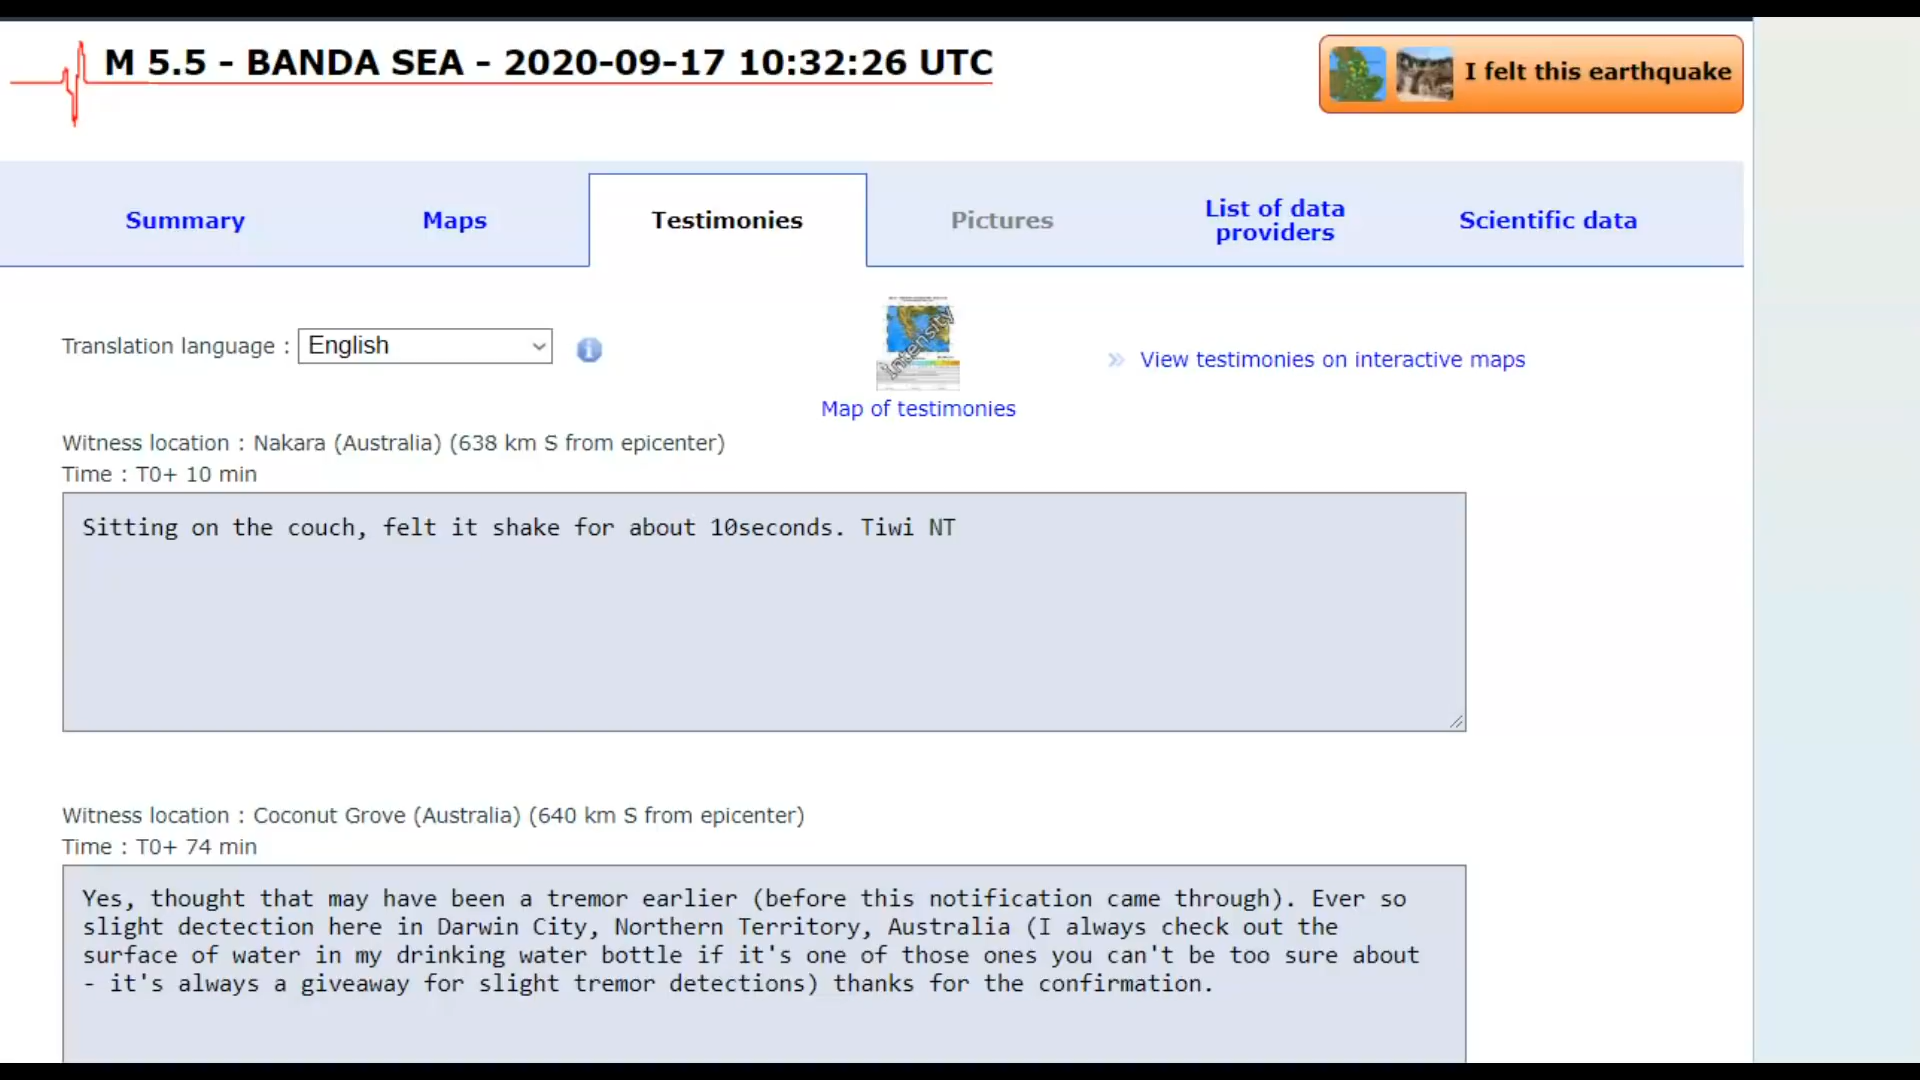 M 5.5 - BANDA SEA - 2020-09-17 10:32:26 UTC
I felt this earthquake
Summary
Maps
Testimonies
Pictures
List of data
providers
Scientific data
Translation language : English
intensity
Map of testimonies
» View testimonies on interactive maps
Witness location : Nakara (Australia) (638 km S from epicenter)
Time : T0+ 10 min
Sitting on the couch, felt it shake for about 10seconds. Tiwi NT
Witness location : Coconut Grove (Australia) (640 km S from epicenter)
Time : T0+ 74 min
Yes, thought that may have been a tremor earlier (before this notification came through). Ever so
slight dectection here in Darwin City, Northern Territory, Australia (I always check out the
surface of water in my drinking water bottle if it's one of those ones you can't be too sure about
- it's always a giveaway for slight tremor detections) thanks for the confirmation.